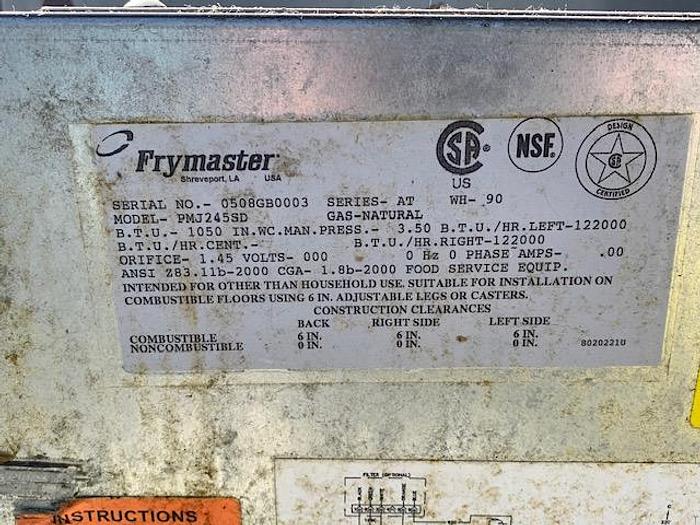 Frymaster
Shreveport, LA USA
SA ® US
NSF.
DESIGN SA CERTIFIED
SERIAL NO.- 0508GB0003 SERIES- AT WH- 90
MODEL- PMJ245SD GAS-NATURAL
B.T.U.- 1050 IN.WC.MAN.PRESS.- 3.50 B.T.U./HR.LEFT-122000
B.T.U./HR.CENT.- B.T.U./HR.RIGHT-122000
ORIFICE- 1.45 VOLTS- 000 0 Hz 0 PHASE AMPS- .00
ANSI Z83.11b-2000 CGA- 1.8b-2000 FOOD SERVICE EQUIP.
INTENDED FOR OTHER THAN HOUSEHOLD USE. SUITABLE FOR INSTALLATION ON
COMBUSTIBLE FLOORS USING 6 IN. ADJUSTABLE LEGS OR CASTERS.
CONSTRUCTION CLEARANCES
BACK RIGHT SIDE LEFT SIDE
COMBUSTIBLE 6 IN. 6 IN. 6 IN.
NONCOMBUSTIBLE 0 IN. 0 IN. 0 IN.
8020221U
FILTER (OPTIONAL)
INSTRUCTIONS